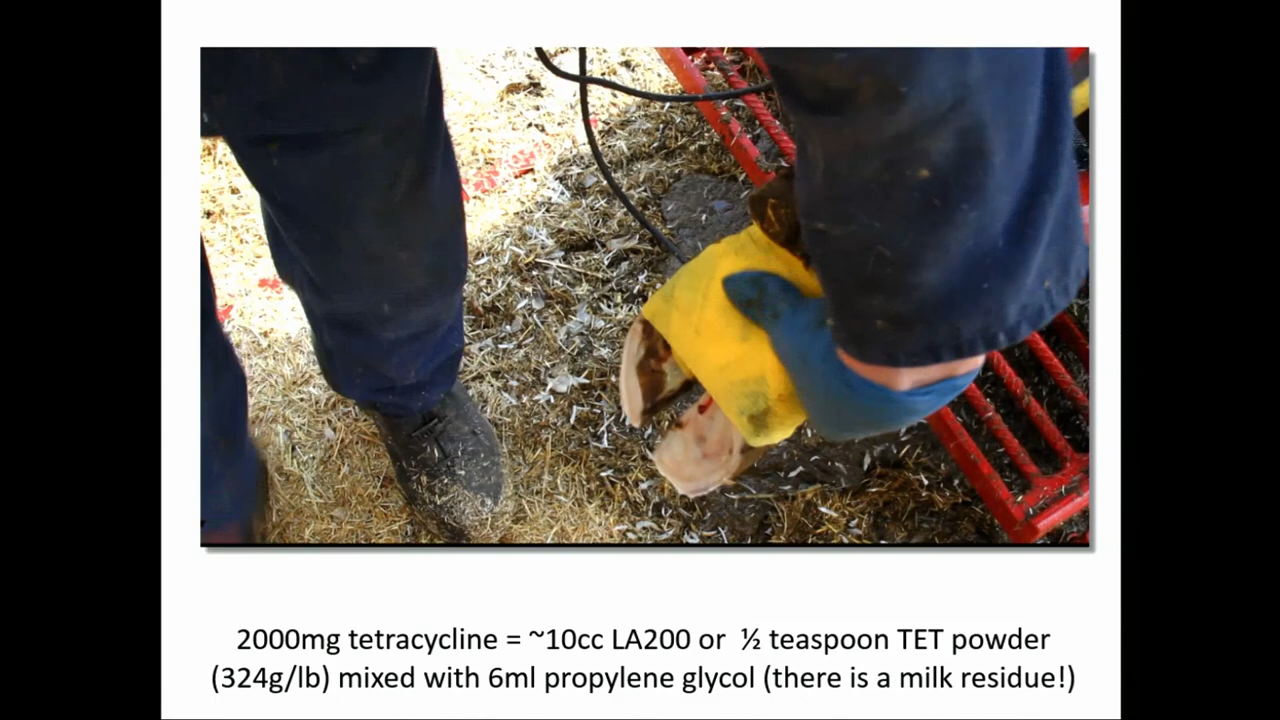 2000mg tetracycline = ~10cc LA200 or ½ teaspoon TET powder
(324g/lb) mixed with 6ml propylene glycol (there is a milk residue!)